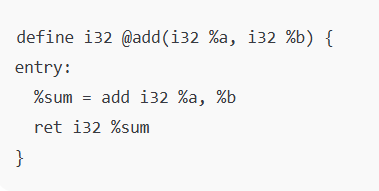 define i32 @add(i32 %a, i32 %b) {
entry:
  %sum = add i32 %a, %b
  ret i32 %sum
}